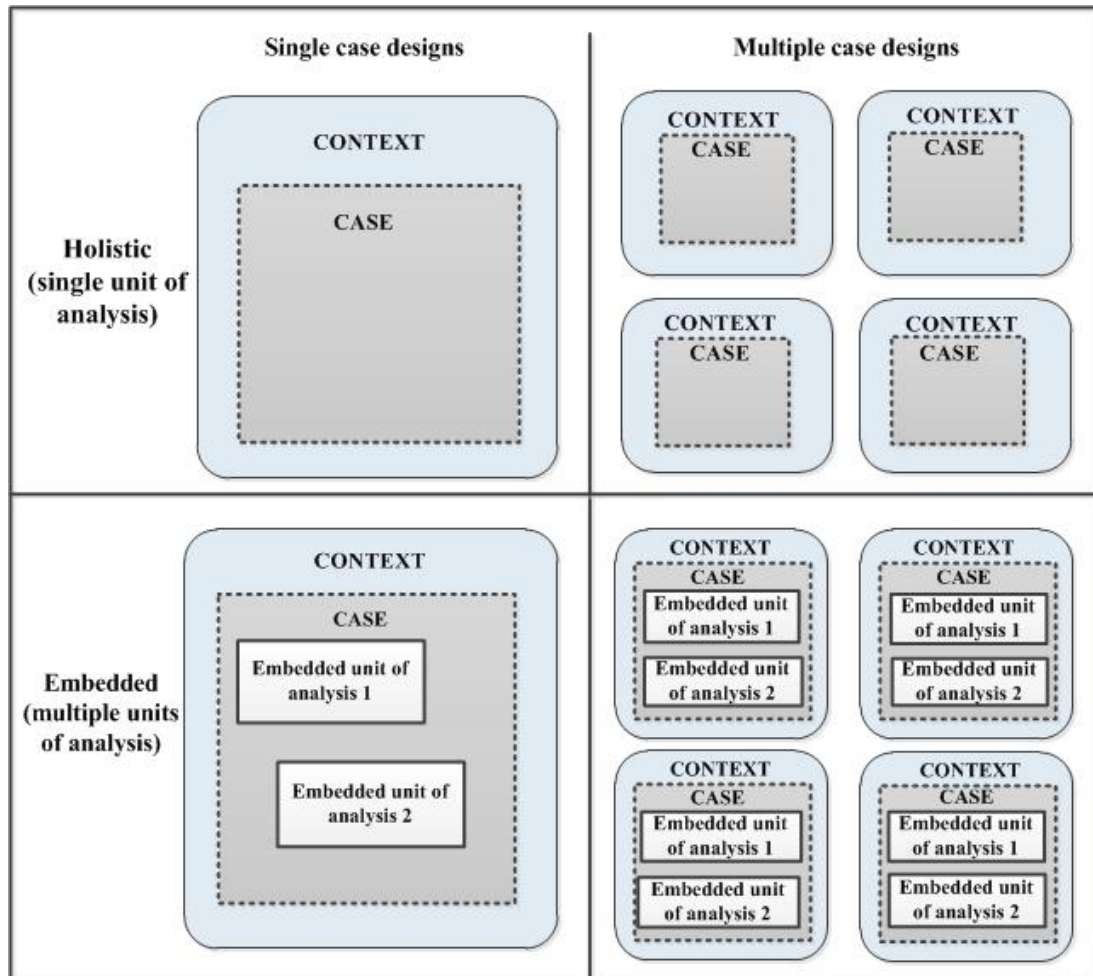 Single case designs
Multiple case designs
CONTEXT
CASE
Holistic
(single unit of
analysis)
CONTEXT
CASE
CONTEXT
CASE
CONTEXT
CASE
CONTEXT
CASE
CONTEXT
CASE
Embedded unit of
analysis 1
Embedded unit of
analysis 2
Embedded
(multiple units
of analysis)
CONTEXT
CASE
Embedded unit
of analysis 1
Embedded unit
of analysis 2
CONTEXT
CASE
Embedded unit
of analysis 1
Embedded unit
of analysis 2
CONTEXT
CASE
Embedded unit
of analysis 1
Embedded unit
of analysis 2
CONTEXT
CASE
Embedded unit
of analysis 1
Embedded unit
of analysis 2